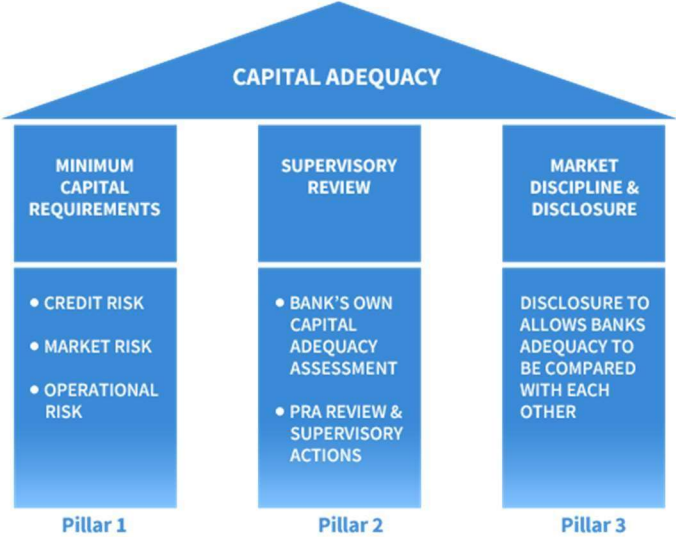 CAPITAL ADEQUACY
MINIMUM
CAPITAL
REQUIREMENTS
• CREDIT RISK
• MARKET RISK
• OPERATIONAL
RISK
Pillar 1
SUPERVISORY
REVIEW
• BANK'S OWN
CAPITAL
ADEQUACY
ASSESSMENT
• PRA REVIEW &
SUPERVISORY
ACTIONS
Pillar 2
MARKET
DISCIPLINE &
DISCLOSURE
DISCLOSURE TO
ALLOWS BANKS
ADEQUACY TO
BE COMPARED
WITH EACH
OTHER
Pillar 3